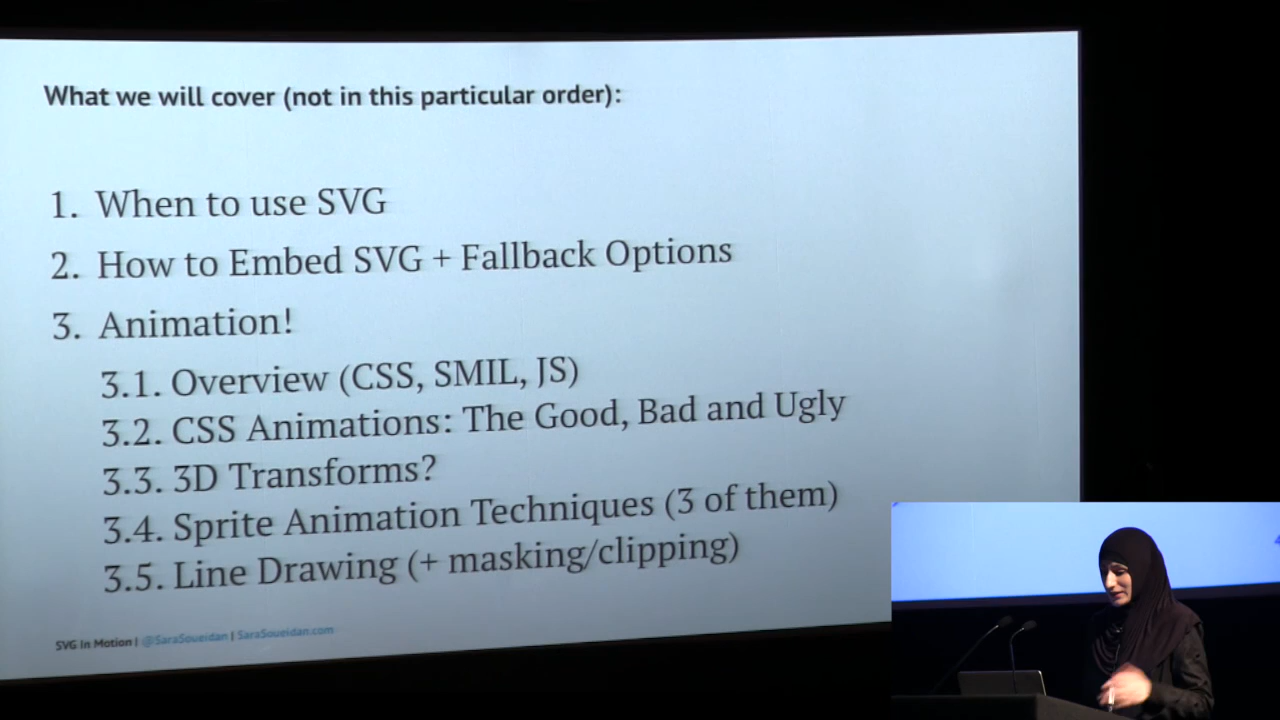 What we will cover (not in this particular order):
1. When to use SVG
2. How to Embed SVG + Fallback Options
3. Animation!
3.1. Overview (CSS, SMIL, JS)
3.2. CSS Animations: The Good, Bad and Ugly
3.3. 3D Transforms?
3.4. Sprite Animation Techniques (3 of them)
3.5. Line Drawing (+ masking/clipping)
SVG In Motion | @SaraSoueidan | SaraSoueidan.com